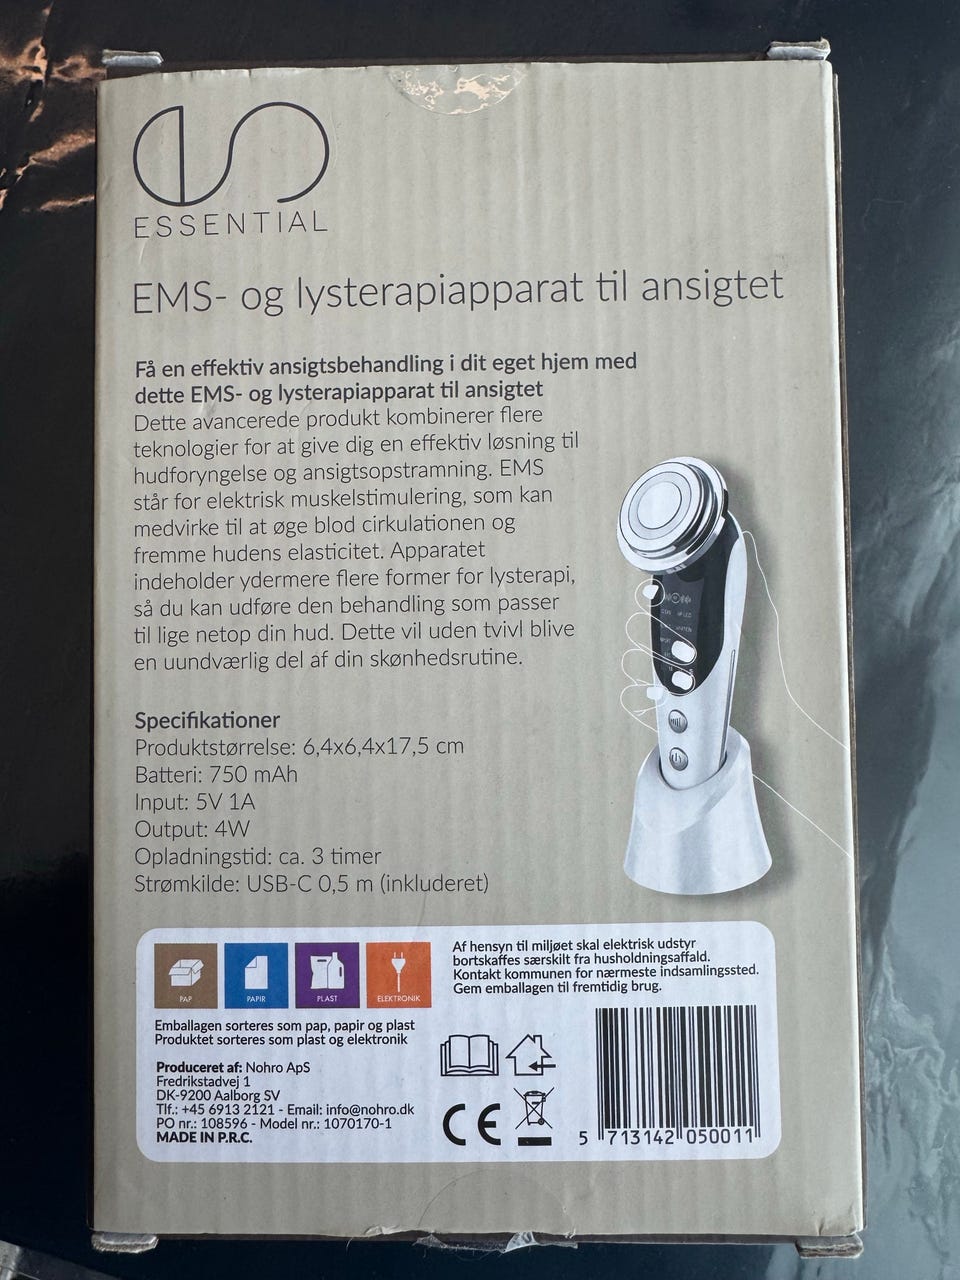 ESSENTIAL
EMS- og lysterapiapparat til ansigtet
Få en effektiv ansigtsbehandling i dit eget hjem med
dette EMS- og lysterapiapparat til ansigtet
Dette avancerede produkt kombinerer flere
teknologier for at give dig en effektiv løsning til
hudforyngelse og ansigtsopstramning. EMS
står for elektrisk muskelstimulering, som kan
medvirke til at øge blod cirkulationen og
fremme hudens elasticitet. Apparatet
indeholder ydermere flere former for lysterapi,
så du kan udføre den behandling som passer
til lige netop din hud. Dette vil uden tvivl blive
en uundværlig del af din skønhedsrutine.
Specifikationer
Produktstørrelse: 6,4x6,4x17,5 cm
Batteri: 750 mAh
Input: 5V 1A
Output: 4W
Opladningstid: ca. 3 timer
Strømkilde: USB-C 0,5 m (inkluderet)
PAP
PAPIR
PLAST
ELEKTRONIK
Emballagen sorteres som pap, papir og plast
Produktet sorteres som plast og elektronik
Produceret af: Nohro ApS
Fredrikstadvej 1
DK-9200 Aalborg SV
Tlf.: +45 6913 2121 - Email: info@nohro.dk
PO nr.: 108596 - Model nr.: 1070170-1
MADE IN P.R.C.
Af hensyn til miljøet skal elektrisk udstyr
bortskaffes særskilt fra husholdningsaffald.
Kontakt kommunen for nærmeste indsamlingssted.
Gem emballagen til fremtidig brug.
CE
5 713142 050011